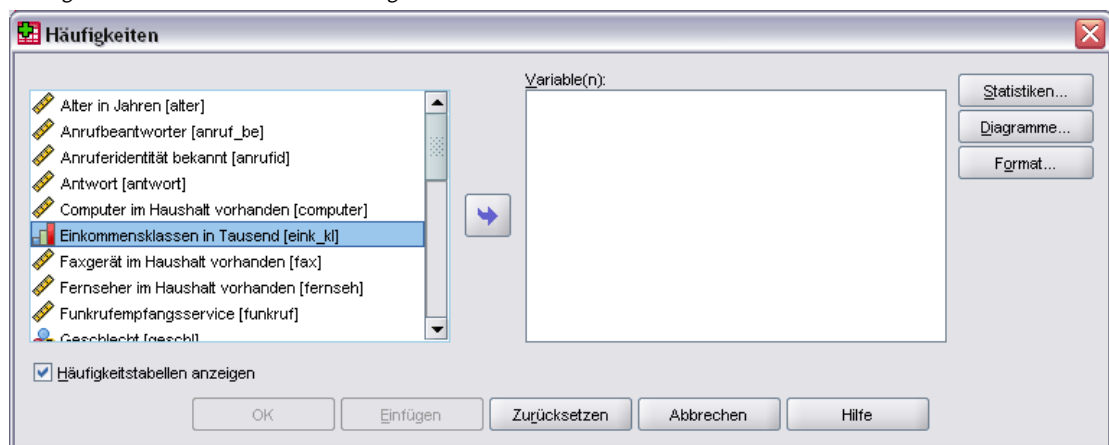 Häufigkeiten
Variable(n):
Alter in Jahren [alter]
Anrufbeantworter [anruf_be]
Anruferidentität bekannt [anrufid]
Antwort [antwort]
Computer im Haushalt vorhanden [computer]
Einkommensklassen in Tausend [eink_kl]
Faxgerät im Haushalt vorhanden [fax]
Fernseher im Haushalt vorhanden [fernseh]
Funkrufempfangsservice [funkruf]
Geschlecht [geschl]
Statistiken...
Diagramme...
Format...
Häufigkeitstabellen anzeigen
OK Einfügen Zurücksetzen Abbrechen Hilfe